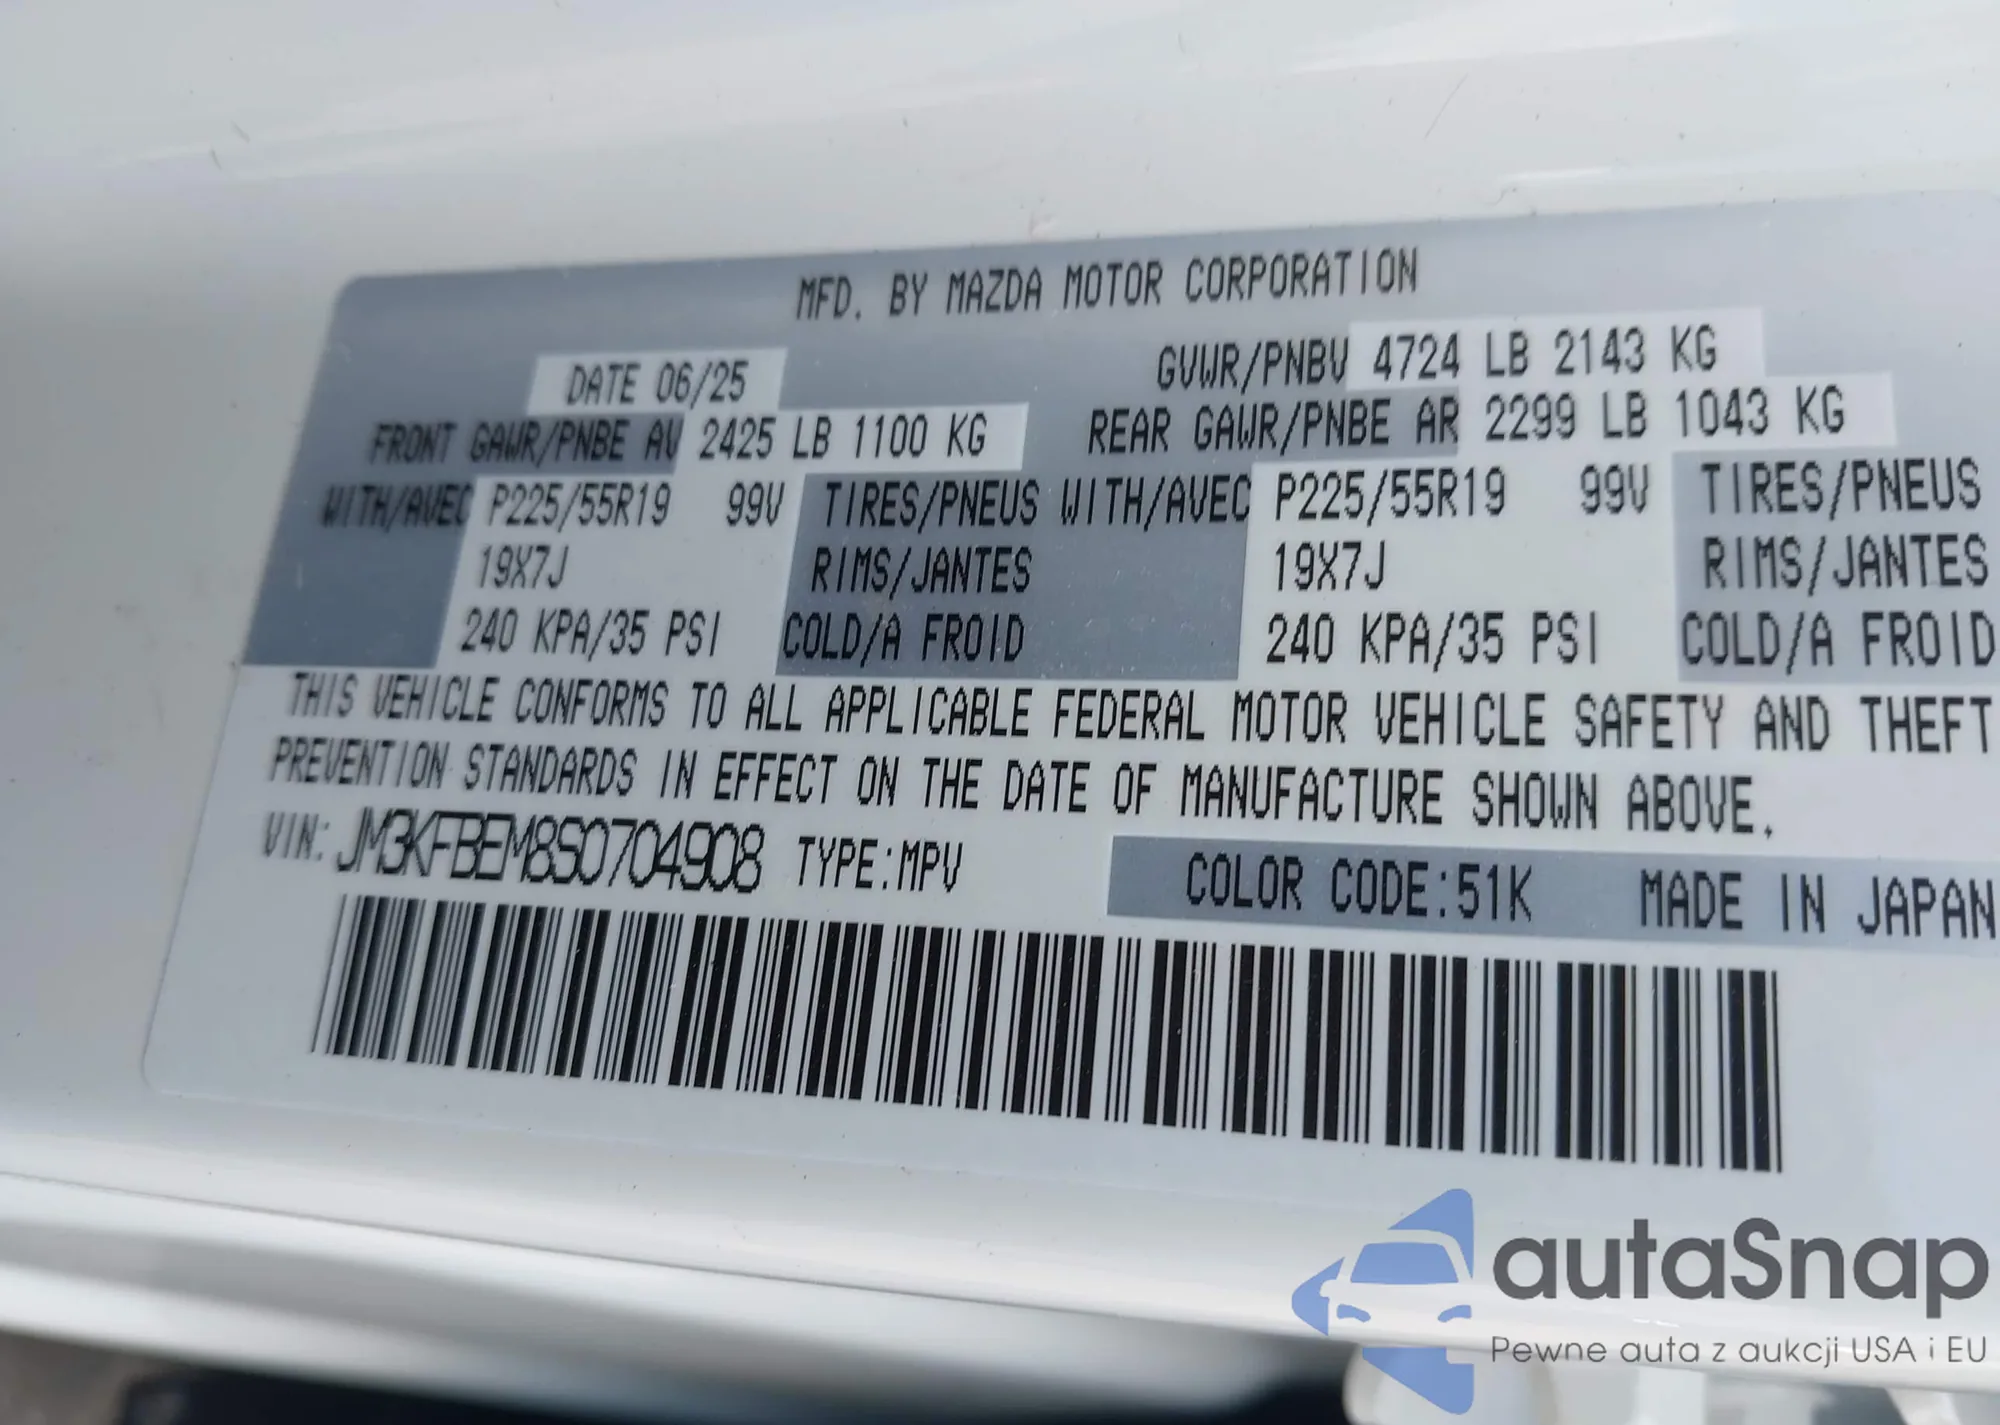 MFD. BY MAZDA MOTOR CORPORATION
DATE 06/25 GVWR/PNBV 4724 LB 2143 KG
FRONT GAWR/PNBE AV 2425 LB 1100 KG REAR GAWR/PNBE AR 2299 LB 1043 KG
WITH/AVEC P225/55R19 99V TIRES/PNEUS WITH/AVEC P225/55R19 99V TIRES/PNEUS
19X7J RIMS/JANTES 19X7J RIMS/JANTES
240 KPA/35 PSI COLD/A FROID 240 KPA/35 PSI COLD/A FROID
THIS VEHICLE CONFORMS TO ALL APPLICABLE FEDERAL MOTOR VEHICLE SAFETY AND THEFT
PREVENTION STANDARDS IN EFFECT ON THE DATE OF MANUFACTURE SHOWN ABOVE.
VIN: JM3KFBEM8S0704908 TYPE:MPV COLOR CODE:51K MADE IN JAPAN
autaSnap
Pewne auta z aukcji USA i EU